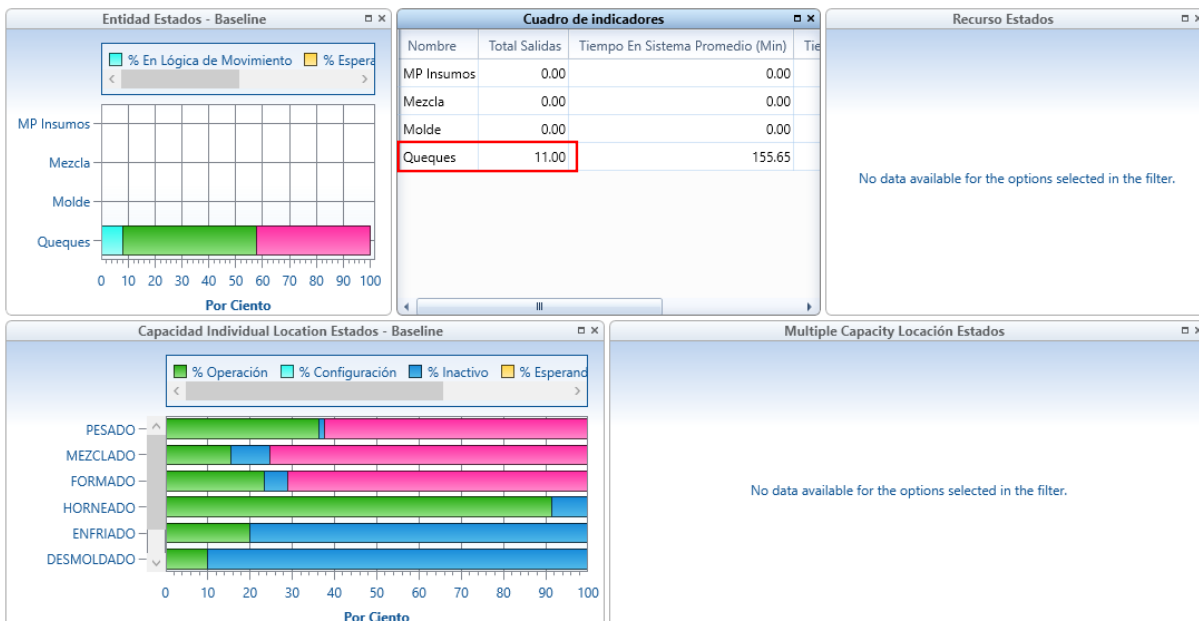 Entidad Estados - Baseline
% En Lógica de Movimiento % Espera
MP Insumos
Mezcla
Molde
Queques
0 10 20 30 40 50 60 70 80 90 100
Por Ciento
Cuadro de indicadores
Nombre Total Salidas Tiempo En Sistema Promedio (Min) Tie
MP Insumos 0.00 0.00
Mezcla 0.00 0.00
Molde 0.00 0.00
Queques 11.00 155.65
Recurso Estados
No data available for the options selected in the filter.
Capacidad Individual Location Estados - Baseline
% Operación % Configuración % Inactivo % Esperand
PESADO
MEZCLADO
FORMADO
HORNEADO
ENFRIADO
DESMOLDADO
0 10 20 30 40 50 60 70 80 90 100
Por Ciento
Multiple Capacity Locación Estados
No data available for the options selected in the filter.